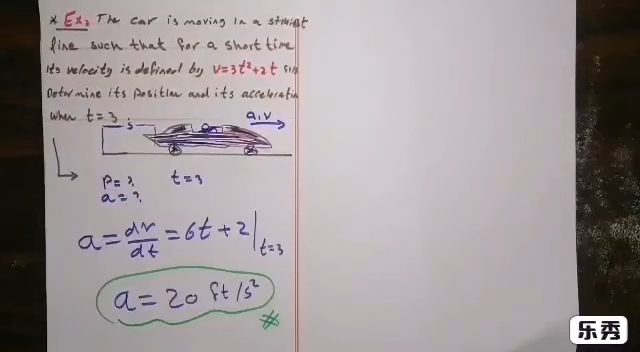 * Ex: The car is moving in a straight
line such that for a short time
its velocity is defined by v=3t²+2t ft/s
Determine its position and its acceleration
when t=3
s
a,v
P=? t=3
a=?
a=dv/dt=6t+2|t=3
a=20 ft/s²
#
乐秀